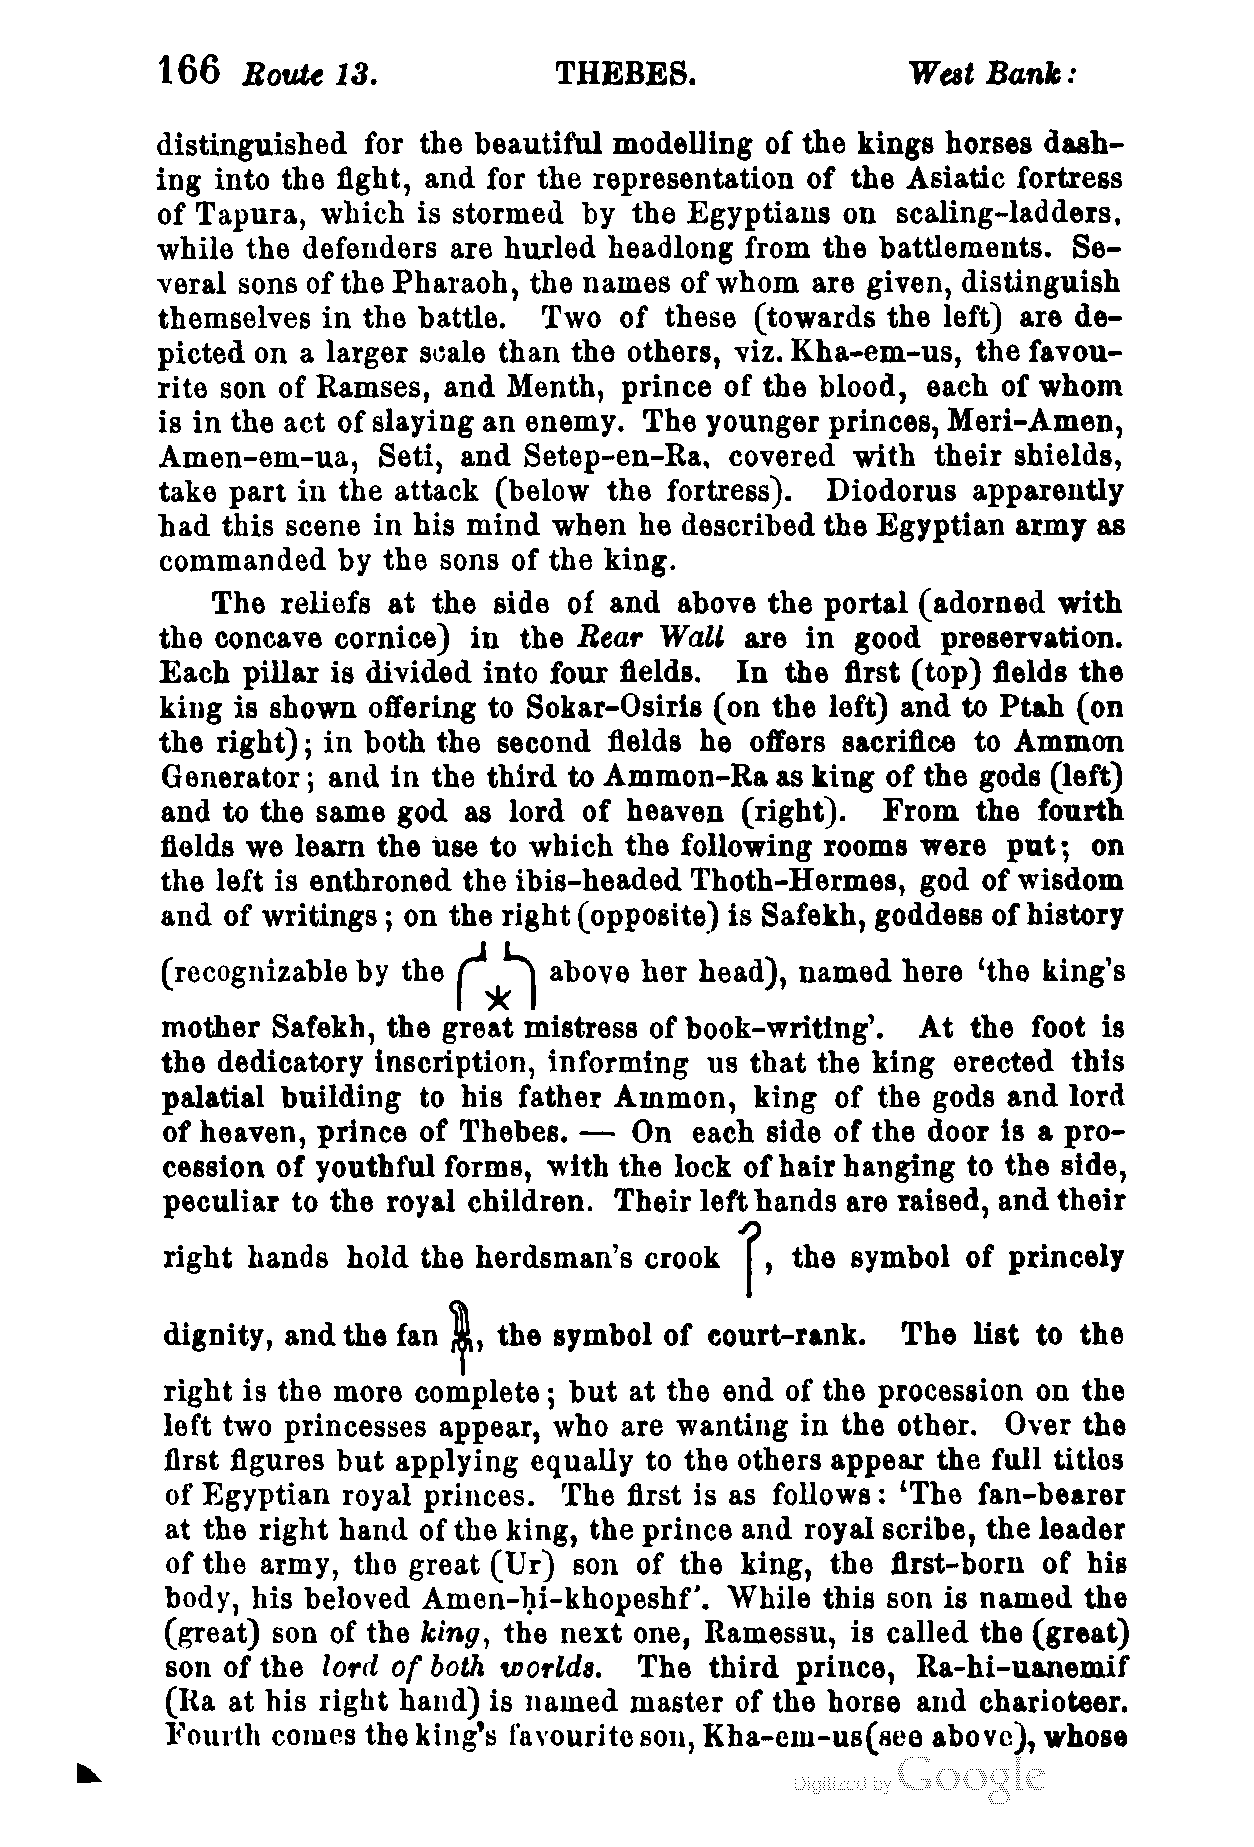 166 Route 13. THEBES. West Bank:
distinguished for the beautiful modelling of the kings horses dash-
ing into the fight, and for the representation of the Asiatic fortress
of Tapura, which is stormed by the Egyptians on scaling-ladders,
while the defenders are hurled headlong from the battlements. Se-
veral sons of the Pharaoh, the names of whom are given, distinguish
themselves in the battle. Two of these (towards the left) are de-
picted on a larger scale than the others, viz. Kha-em-us, the favou-
rite son of Ramses, and Menth, prince of the blood, each of whom
is in the act of slaying an enemy. The younger princes, Meri-Amen,
Amen-em-ua, Seti, and Setep-en-Ra, covered with their shields,
take part in the attack (below the fortress). Diodorus apparently
had this scene in his mind when he described the Egyptian army as
commanded by the sons of the king.
The reliefs at the side of and above the portal (adorned with
the concave cornice) in the Rear Wall are in good preservation.
Each pillar is divided into four fields. In the first (top) fields the
king is shown offering to Sokar-Osiris (on the left) and to Ptah (on
the right); in both the second fields he offers sacrifice to Ammon
Generator; and in the third to Ammon-Ra as king of the gods (left)
and to the same god as lord of heaven (right). From the fourth
fields we learn the use to which the following rooms were put; on
the left is enthroned the ibis-headed Thoth-Hermes, god of wisdom
and of writings; on the right (opposite) is Safekh, goddess of history
(recognizable by the above her head), named here ‘the king's
mother Safekh, the great mistress of book-writing’. At the foot is
the dedicatory inscription, informing us that the king erected this
palatial building to his father Ammon, king of the gods and lord
of heaven, prince of Thebes. — On each side of the door is a pro-
cession of youthful forms, with the lock of hair hanging to the side,
peculiar to the royal children. Their left hands are raised, and their
right hands hold the herdsman's crook , the symbol of princely
dignity, and the fan , the symbol of court-rank. The list to the
right is the more complete; but at the end of the procession on the
left two princesses appear, who are wanting in the other. Over the
first figures but applying equally to the others appear the full titles
of Egyptian royal princes. The first is as follows: ‘The fan-bearer
at the right hand of the king, the prince and royal scribe, the leader
of the army, the great (Ur) son of the king, the first-born of his
body, his beloved Amen-ḥi-khopeshf’. While this son is named the
(great) son of the king, the next one, Ramessu, is called the (great)
son of the lord of both worlds. The third prince, Ra-hi-uanemif
(Ra at his right hand) is named master of the horse and charioteer.
Fourth comes the king's favourite son, Kha-em-us (see above), whose
Digitized by Google